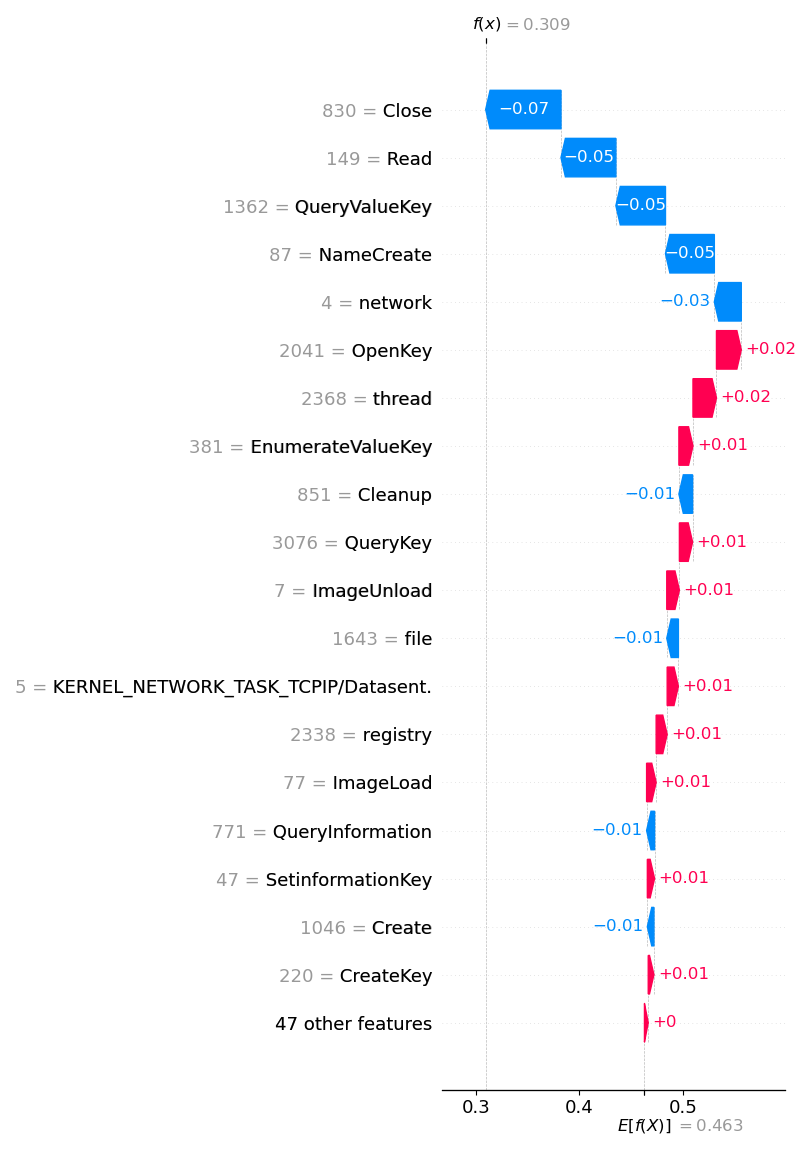 f(x) = 0.309
830 = Close
−0.07
149 = Read
−0.05
1362 = QueryValueKey
−0.05
87 = NameCreate
−0.05
4 = network
−0.03
2041 = OpenKey
+0.02
2368 = thread
+0.02
381 = EnumerateValueKey
+0.01
851 = Cleanup
−0.01
3076 = QueryKey
+0.01
7 = ImageUnload
+0.01
1643 = file
−0.01
5 = KERNEL_NETWORK_TASK_TCPIP/Datasent.
+0.01
2338 = registry
+0.01
77 = ImageLoad
+0.01
771 = QueryInformation
−0.01
47 = SetinformationKey
+0.01
1046 = Create
−0.01
220 = CreateKey
+0.01
47 other features
+0
0.3 0.4 0.5
E[f(X)] = 0.463